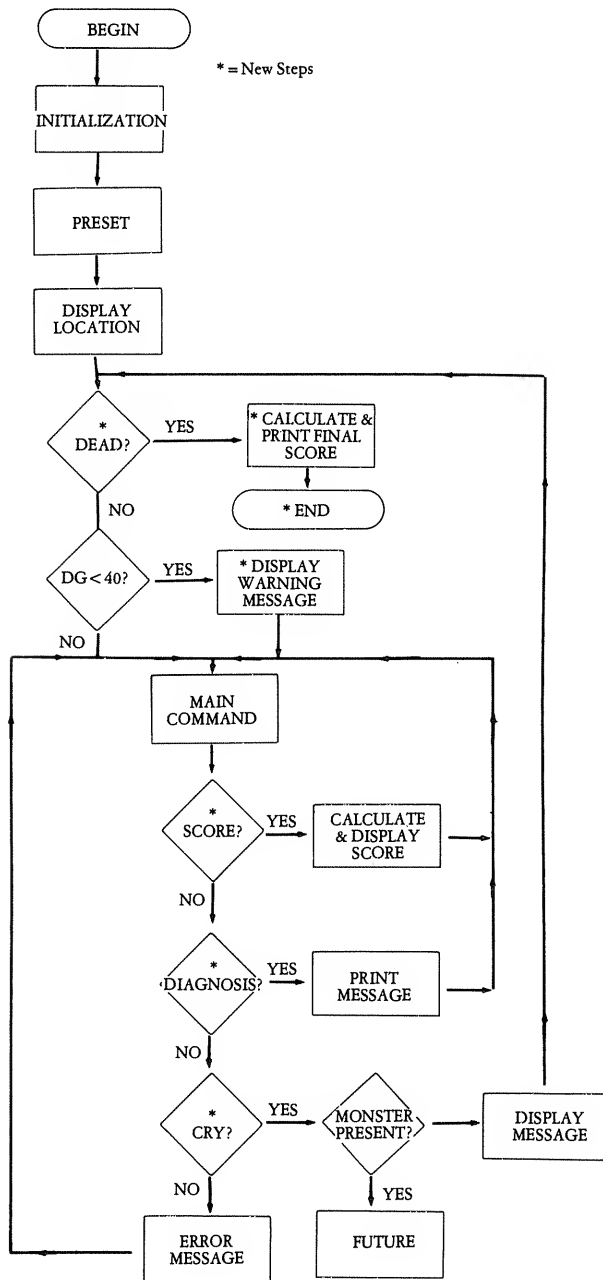 BEGIN
* = New Steps
INITIALIZATION
PRESET
DISPLAY
LOCATION
*
DEAD?
YES
* CALCULATE &
PRINT FINAL
SCORE
NO
* END
DG < 40?
YES
* DISPLAY
WARNING
MESSAGE
NO
MAIN
COMMAND
*
SCORE?
YES
CALCULATE
& DISPLAY
SCORE
NO
*
DIAGNOSIS?
YES
PRINT
MESSAGE
NO
*
CRY?
YES
MONSTER
PRESENT?
DISPLAY
MESSAGE
NO
YES
ERROR
MESSAGE
FUTURE